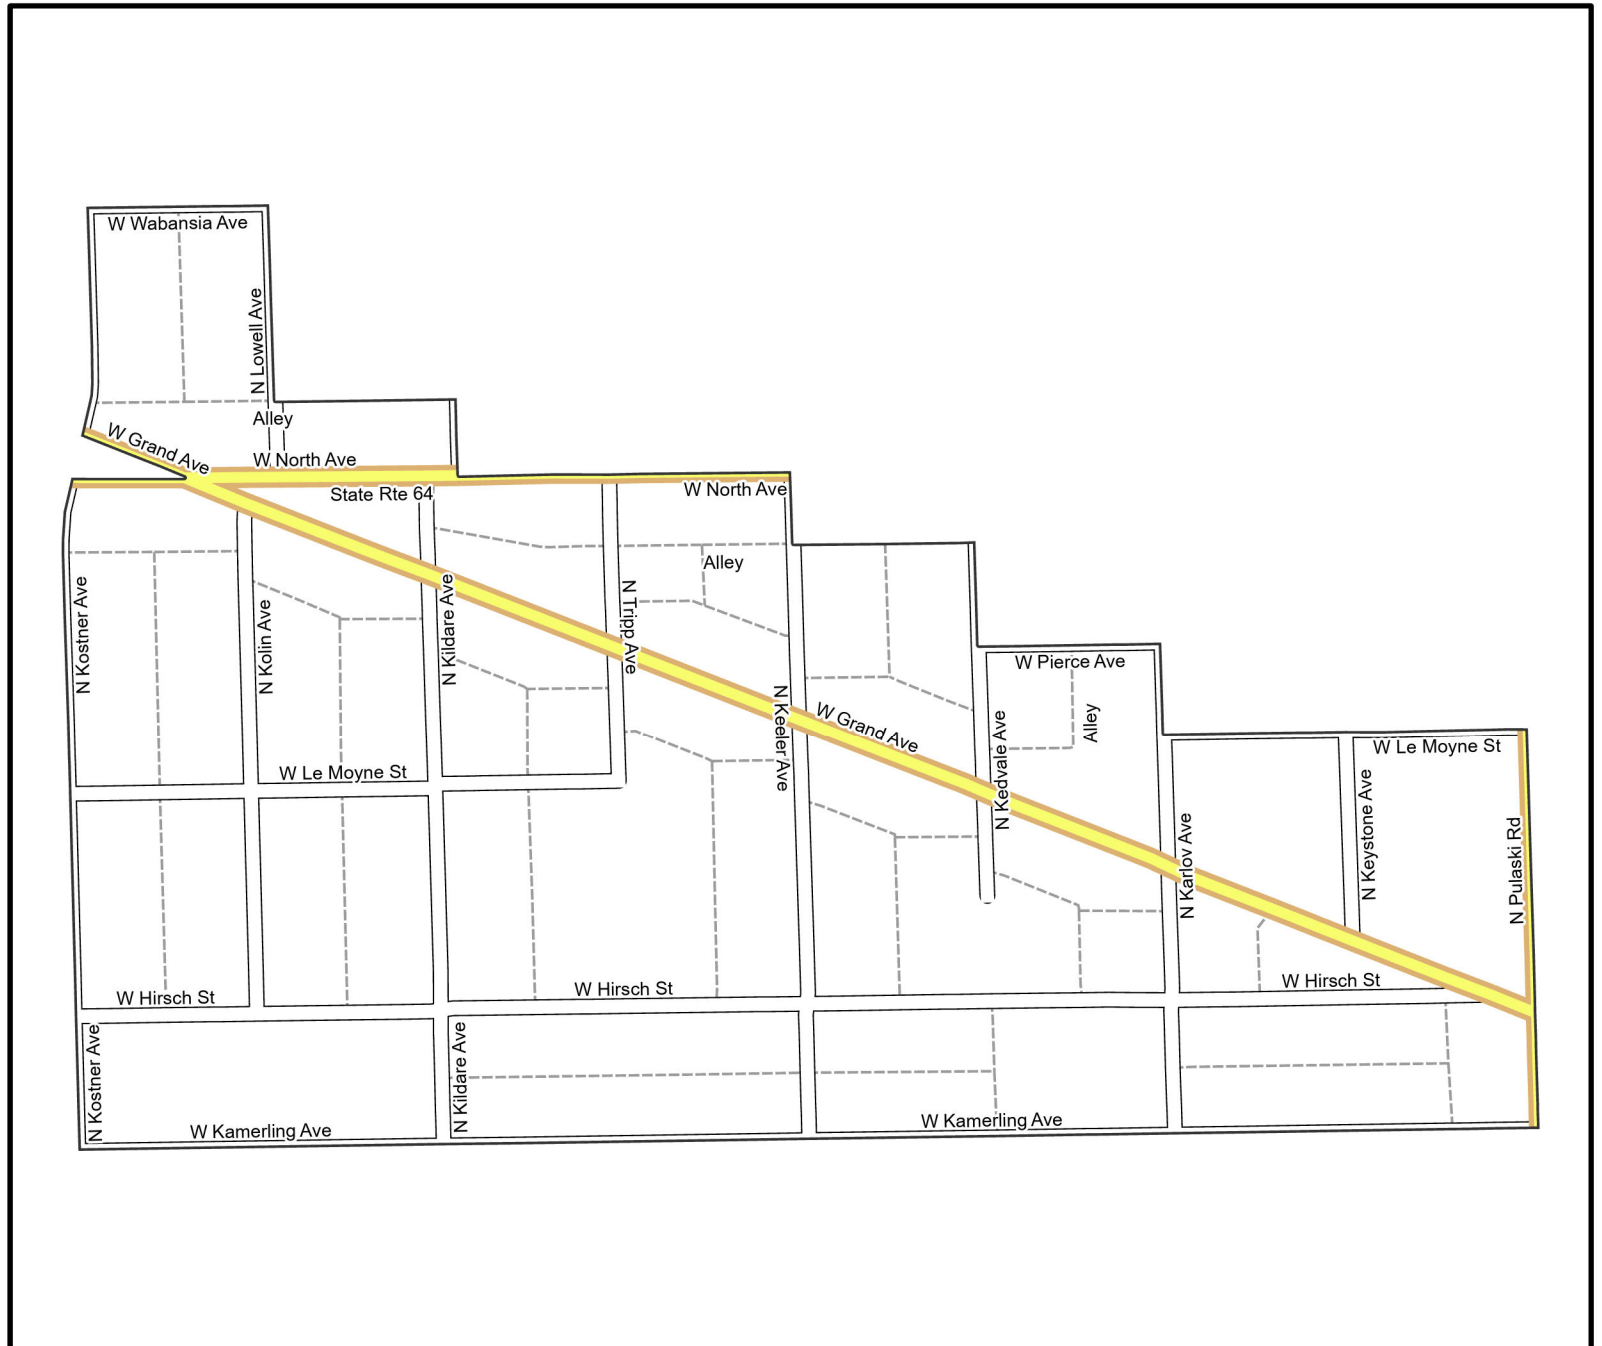 W Wabansia Ave
N Lowell Ave
Alley
W Grand Ave
W North Ave
State Rte 64
W North Ave
Alley
N Kostner Ave
N Kolin Ave
N Kildare Ave
N Tripp Ave
W Pierce Ave
N Keeler Ave
W Grand Ave
N Kedvale Ave
Alley
W Le Moyne St
W Le Moyne St
N Karlov Ave
N Keystone Ave
N Pulaski Rd
W Hirsch St
W Hirsch St
W Hirsch St
N Kostner Ave
N Kildare Ave
W Kamerling Ave
W Kamerling Ave